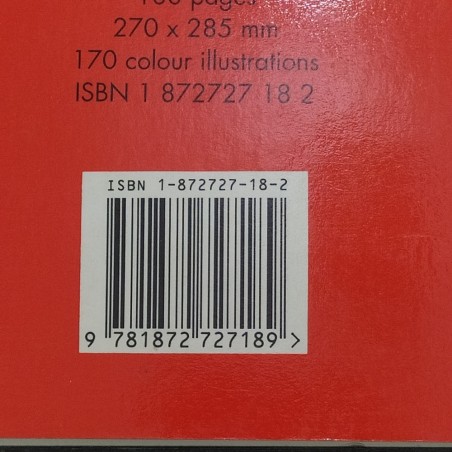 pages
270 x 285 mm
170 colour illustrations
ISBN 1 872727 18 2
ISBN 1-872727-18-2
9 781872 727189 >